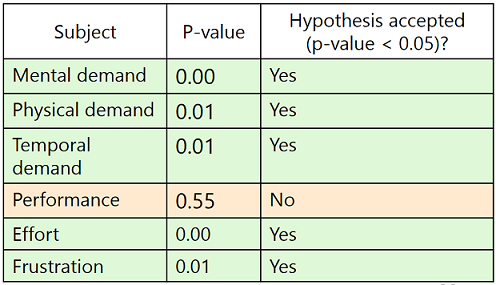 Subject P-value Hypothesis accepted
(p-value < 0.05)?
Mental demand 0.00 Yes
Physical demand 0.01 Yes
Temporal 0.01 Yes
demand
Performance 0.55 No
Effort 0.00 Yes
Frustration 0.01 Yes